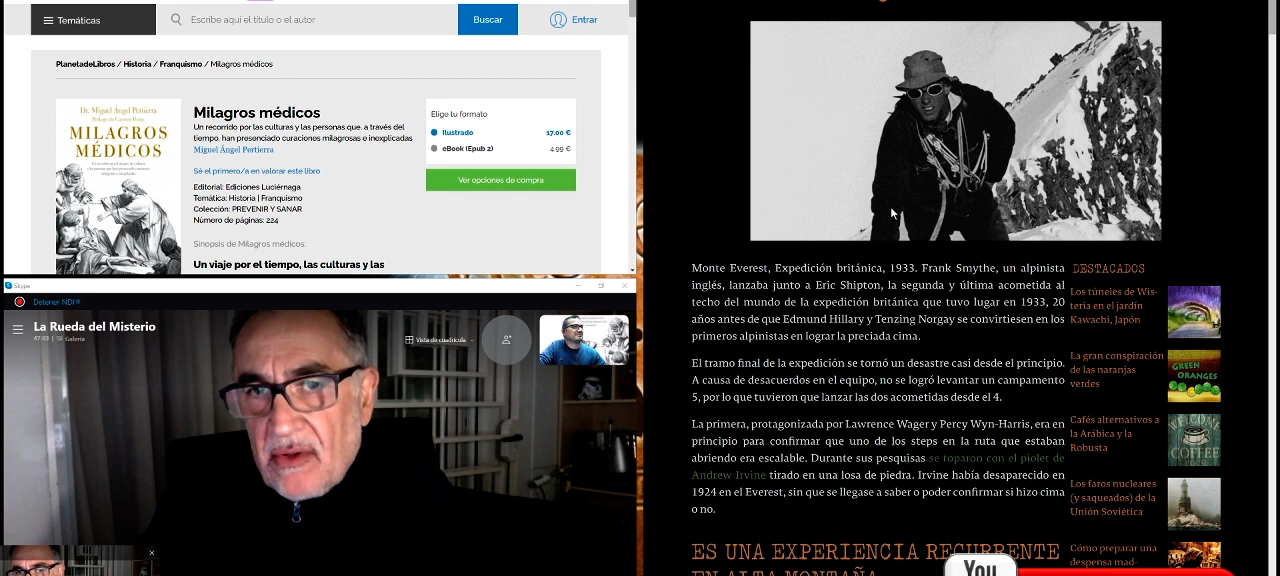 Temáticas
Escribe aquí el título o el autor
Buscar
Entrar
PlanetadeLibros / Historia / Franquismo / Milagros médicos
Dr. Miguel Ángel Pertierra
MILAGROS
MÉDICOS
Milagros médicos
Un recorrido por las culturas y las personas que, a través del
tiempo, han presenciado curaciones milagrosas e inexplicadas
Miguel Ángel Pertierra
Sé el primero/a en valorar este libro
Editorial: Ediciones Luciérnaga
Temática: Historia | Franquismo
Colección: PREVENIR Y SANAR
Número de páginas: 224
Sinopsis de Milagros médicos:
Un viaje por el tiempo, las culturas y las
Elige tu formato
Ilustrado 17.00 €
eBook (Epub 2) 4.99 €
Ver opciones de compra
Skype
Detener NDI®
La Rueda del Misterio
47:03 | Galería
Vista de cuadrícula
Monte Everest, Expedición británica, 1933. Frank Smythe, un alpinista
inglés, lanzaba junto a Eric Shipton, la segunda y última acometida al
techo del mundo de la expedición británica que tuvo lugar en 1933, 20
años antes de que Edmund Hillary y Tenzing Norgay se convirtiesen en los
primeros alpinistas en lograr la preciada cima.
El tramo final de la expedición se tornó un desastre casi desde el principio.
A causa de desacuerdos en el equipo, no se logró levantar un campamento
5, por lo que tuvieron que lanzar las dos acometidas desde el 4.
La primera, protagonizada por Lawrence Wager y Percy Wyn-Harris, era en
principio para confirmar que uno de los steps en la ruta que estaban
abriendo era escalable. Durante sus pesquisas se toparon con el piolet de
Andrew Irvine tirado en una losa de piedra. Irvine había desaparecido en
1924 en el Everest, sin que se llegase a saber o poder confirmar si hizo cima
o no.
ES UNA EXPERIENCIA RECURRENTE
EN ALTA MONTAÑA
DESTACADOS
Los túneles de Wis-
teria en el jardín
Kawachi, Japón
La gran conspiración
de las naranjas
verdes
GREEN
ORANGES
Cafés alternativos a
la Arábica y la
Robusta
WELCOME
COFFEE
Los faros nucleares
(y saqueados) de la
Unión Soviética
Cómo preparar una
despensa mad-
You